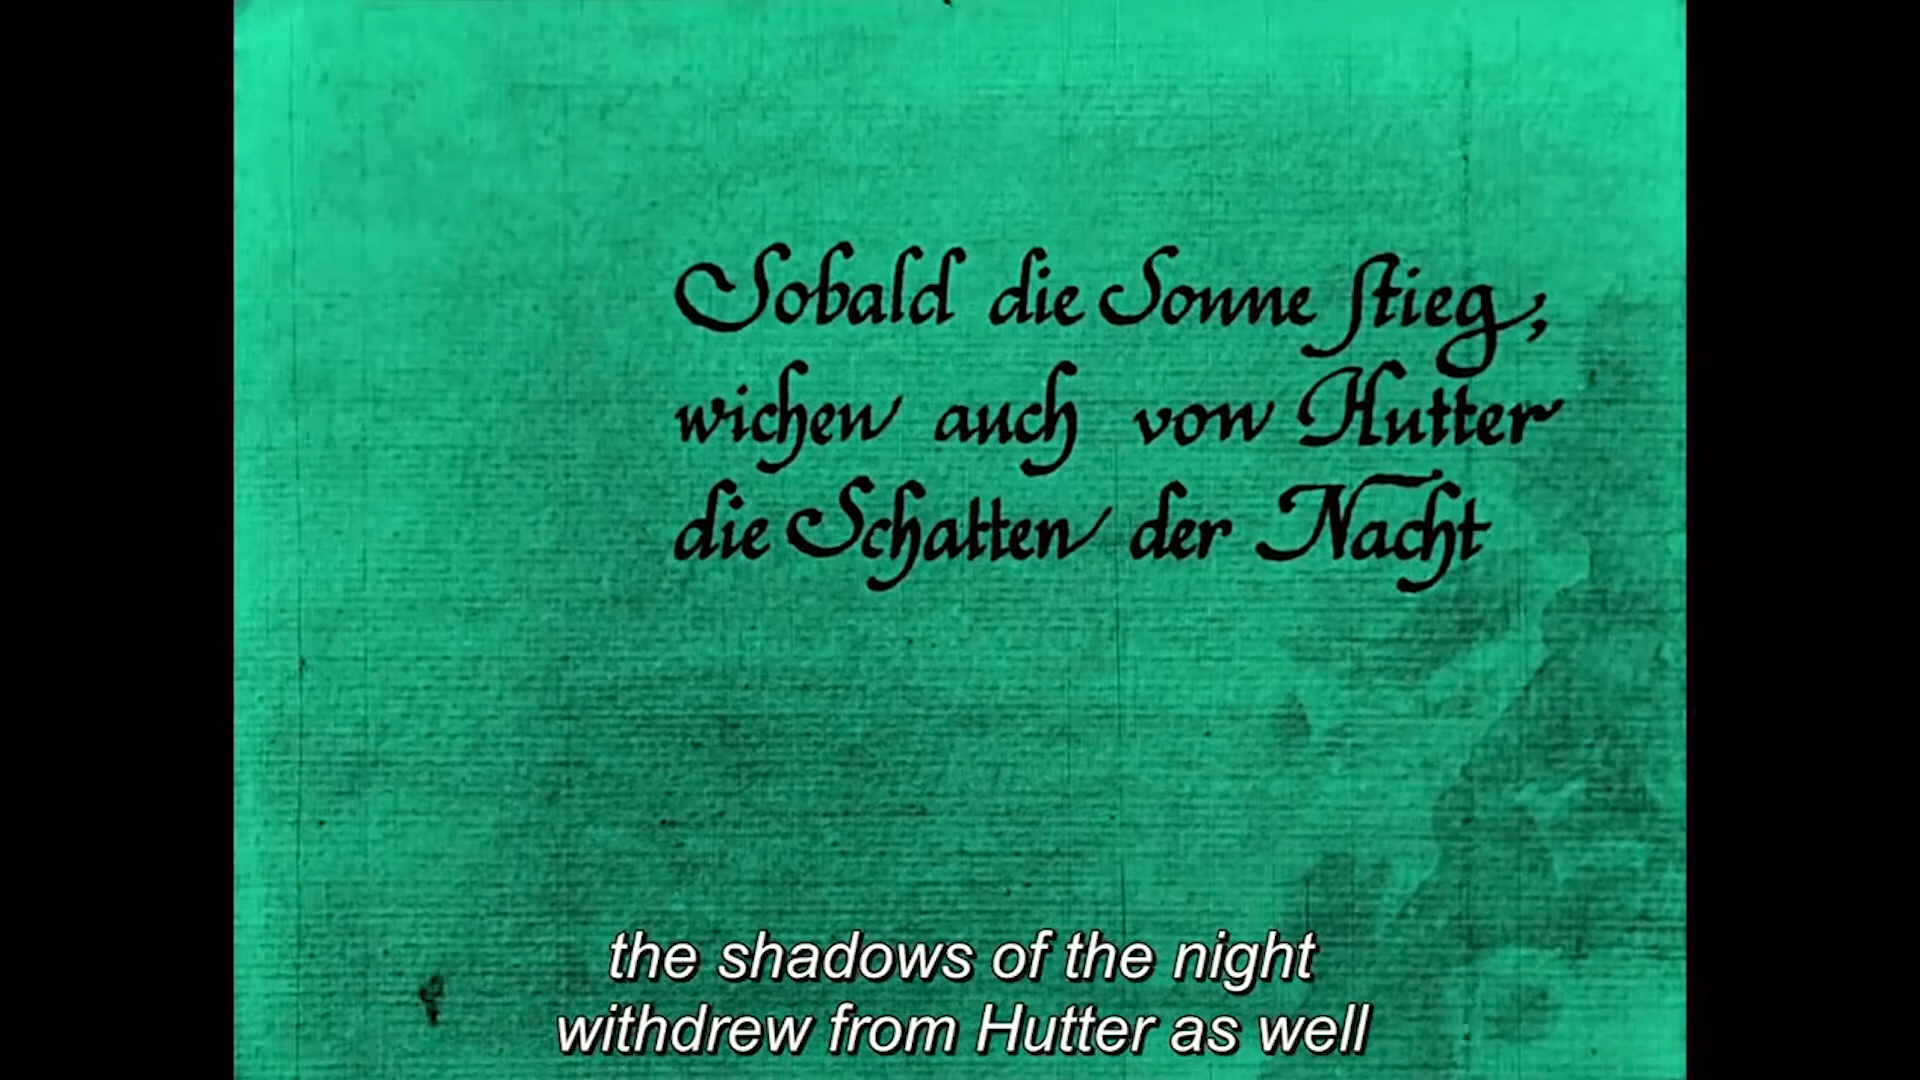 Sobald die Sonne ſtieg,
wichen auch von Hutter
die Schatten der Nacht
the shadows of the night
withdrew from Hutter as well